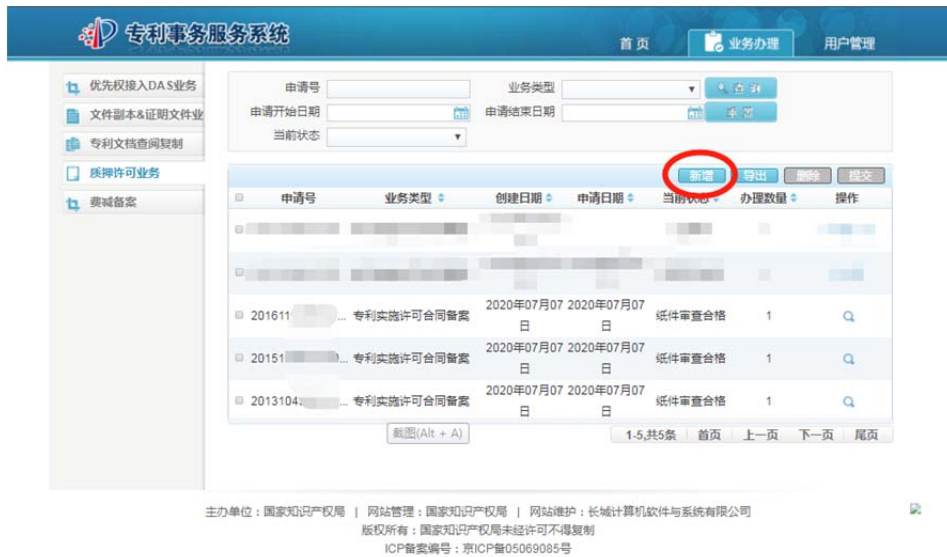 专利事务服务系统
首页 业务办理 用户管理
优先权接入DAS业务
文件副本&证明文件业
专利文档查阅复制
质押许可业务
费减备案
申请号 业务类型 查询
申请开始日期 申请结束日期 重置
当前状态
新增 导出 删除 提交
申请号 业务类型 创建日期 申请日期 当前状态 办理数量 操作
201611 ... 专利实施许可合同备案 2020年07月07日 2020年07月07日 纸件审查合格 1
20151 ... 专利实施许可合同备案 2020年07月07日 2020年07月07日 纸件审查合格 1
2013104 ... 专利实施许可合同备案 2020年07月07日 2020年07月07日 纸件审查合格 1
截图(Alt + A)
1-5,共5条 首页 上一页 下一页 尾页
主办单位:国家知识产权局 | 网站管理:国家知识产权局 | 网站维护:长城计算机软件与系统有限公司
版权所有:国家知识产权局未经许可不得复制
ICP备案编号:京ICP备05069085号